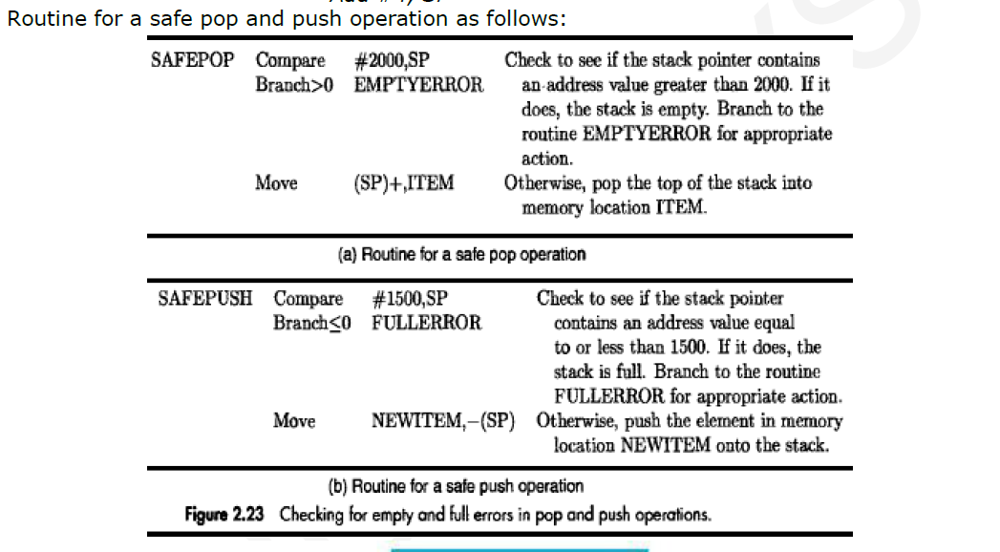 Routine for a safe pop and push operation as follows:
SAFEPOP Compare #2000,SP Check to see if the stack pointer contains
Branch>0 EMPTYERROR an address value greater than 2000. If it
does, the stack is empty. Branch to the
routine EMPTYERROR for appropriate
action.
Move (SP)+,ITEM Otherwise, pop the top of the stack into
memory location ITEM.
(a) Routine for a safe pop operation
SAFEPUSH Compare #1500,SP Check to see if the stack pointer
Branch≤0 FULLERROR contains an address value equal
to or less than 1500. If it does, the
stack is full. Branch to the routine
FULLERROR for appropriate action.
Move NEWITEM,−(SP) Otherwise, push the element in memory
location NEWITEM onto the stack.
(b) Routine for a safe push operation
Figure 2.23 Checking for empty and full errors in pop and push operations.